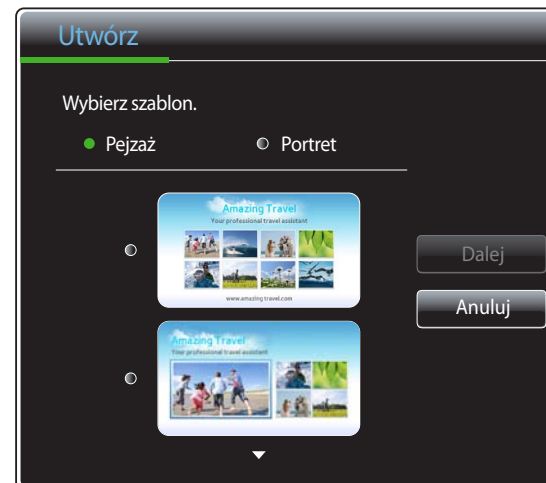 Utwórz
Wybierz szablon.
Pejzaż Portret
Amazing Travel
Your professional travel assistant
www.amazing travel.com
Dalej
Anuluj
Amazing Travel
Your professional travel assistant